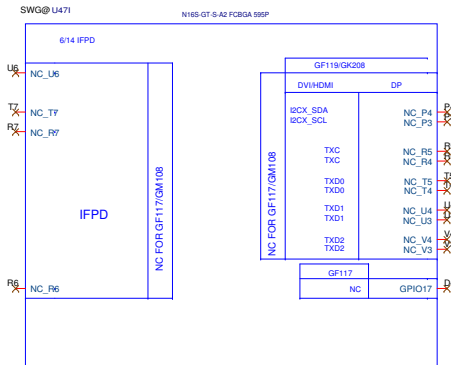 SWG@ U47I
N16S-GT-S-A2 FCBGA 595P
6/14 IFPD
U6
NC_U6
T7
NC_T7
R7
NC_R7
IFPD
NC FOR GF117/GM108
R6
NC_R6
GF119/GK208
DVI/HDMI
DP
I2CX_SDA
I2CX_SCL
NC_P4
NC_P3
TXC
TXC
NC_R5
NC_R4
TXD0
TXD0
NC_T5
NC_T4
TXD1
TXD1
NC_U4
NC_U3
TXD2
TXD2
NC_V4
NC_V3
NC FOR GF117/GM108
GF117
NC
GPIO17